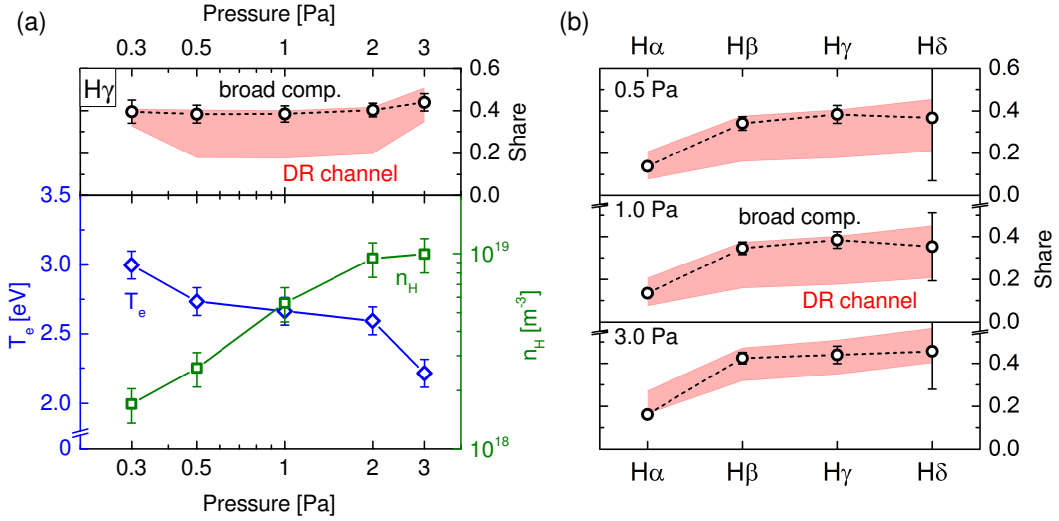 (a)
Pressure [Pa]
0.3 0.5 1 2 3
Hγ
broad comp.
DR channel
0.6
0.4
0.2
0.0
Share
3.5
3.0
2.5
2.0
0
T_e [eV]
T_e
n_H
10^19
10^18
n_H [m^-3]
0.3 0.5 1 2 3
Pressure [Pa]
(b)
Hα Hβ Hγ Hδ
0.5 Pa
0.6
0.4
0.2
0.0
1.0 Pa
broad comp.
DR channel
0.4
0.2
0.0
Share
3.0 Pa
0.4
0.2
0.0
Hα Hβ Hγ Hδ